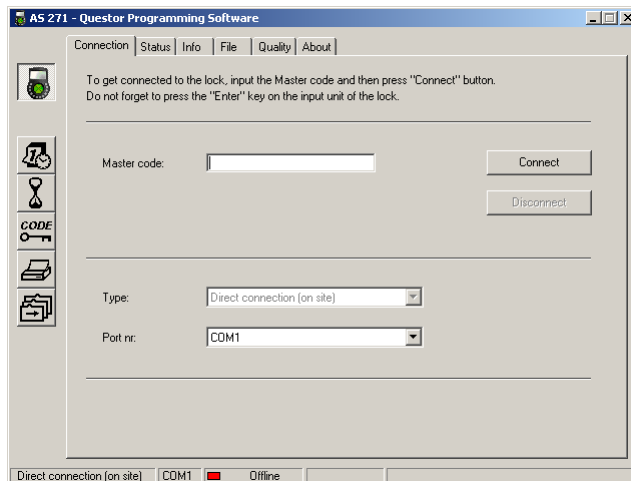 AS 271 - Questor Programming Software
Connection Status Info File Quality About
To get connected to the lock, input the Master code and then press "Connect" button.
Do not forget to press the "Enter" key on the input unit of the lock.
Master code: Connect
Disconnect
CODE
Type: Direct connection (on site)
Port nr: COM1
Direct connection (on site) COM1 Offline